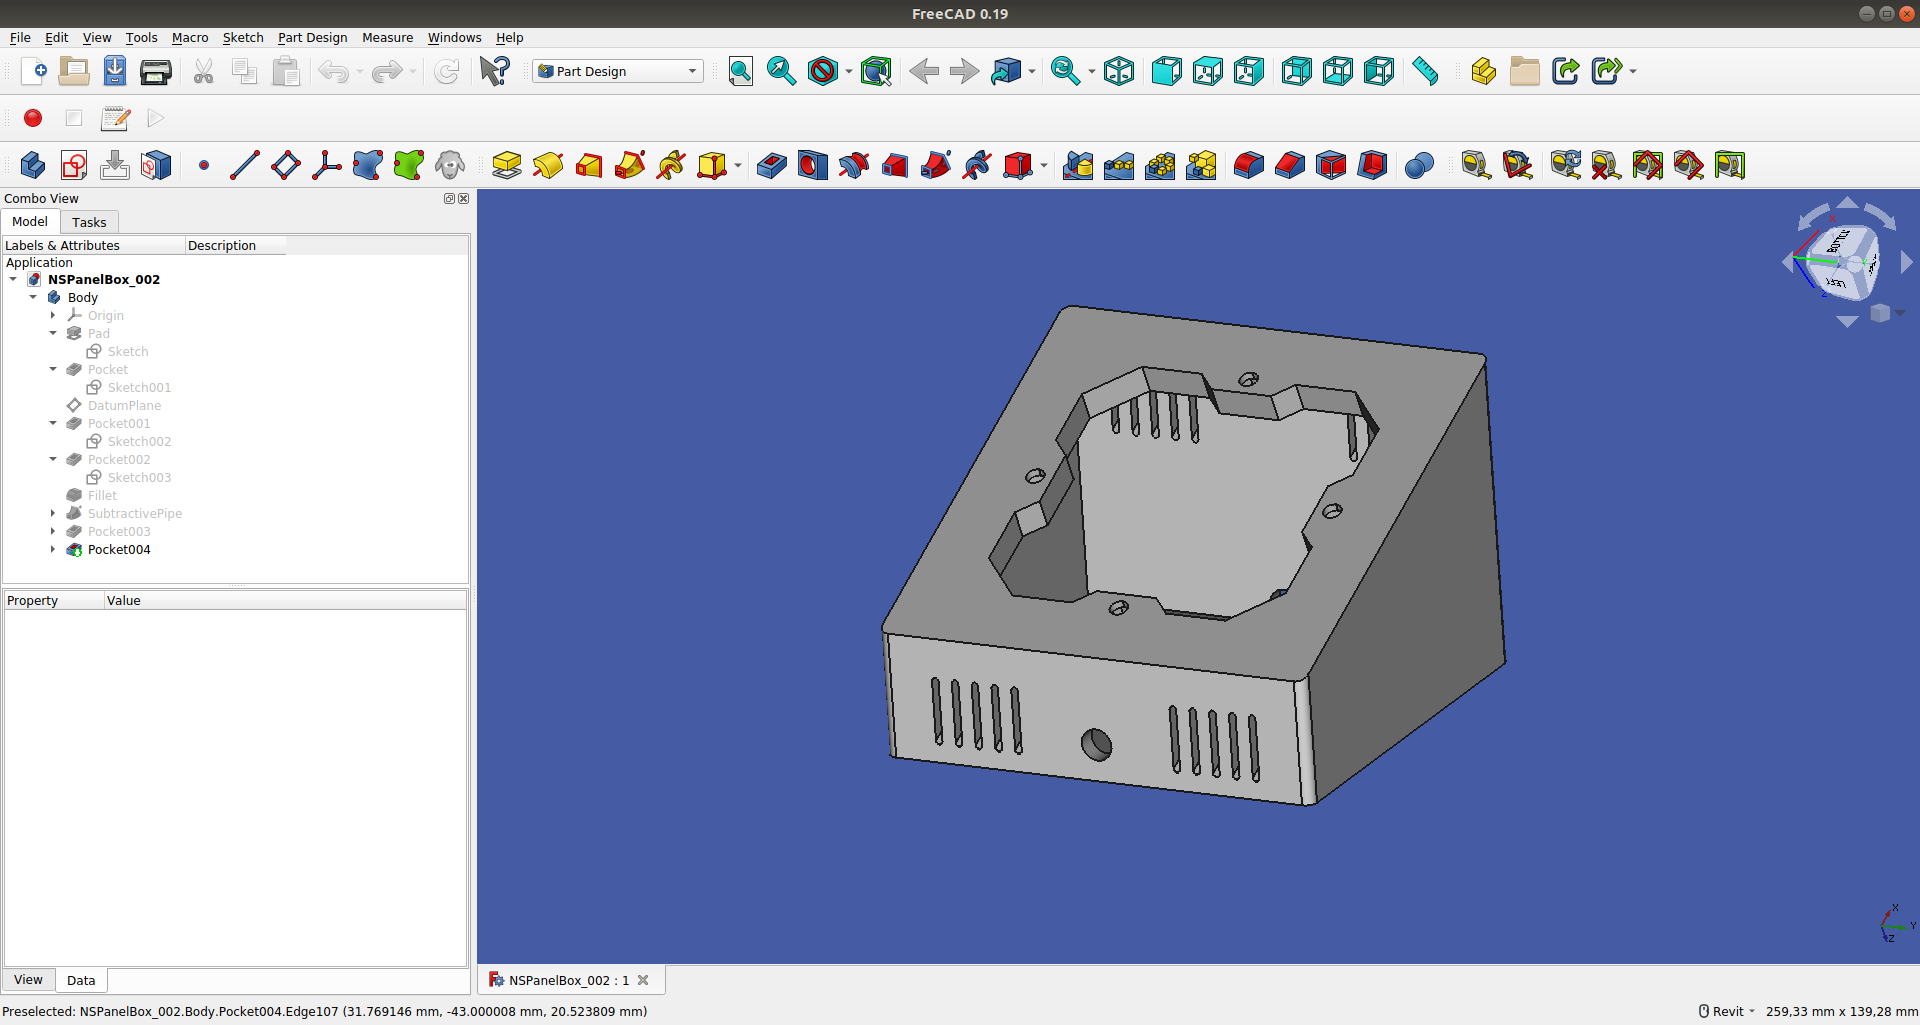 FreeCAD 0.19
File Edit View Tools Macro Sketch Part Design Measure Windows Help
Part Design
Combo View
Model Tasks
Labels & Attributes Description
Application
NSPanelBox_002
Body
Origin
Pad
Sketch
Pocket
Sketch001
DatumPlane
Pocket001
Sketch002
Pocket002
Sketch003
Fillet
SubtractivePipe
Pocket003
Pocket004
Property Value
View Data
X
Y
Z
NSPanelBox_002 : 1
Preselected: NSPanelBox_002.Body.Pocket004.Edge107 (31.769146 mm, -43.000008 mm, 20.523809 mm)
Revit 259,33 mm x 139,28 mm